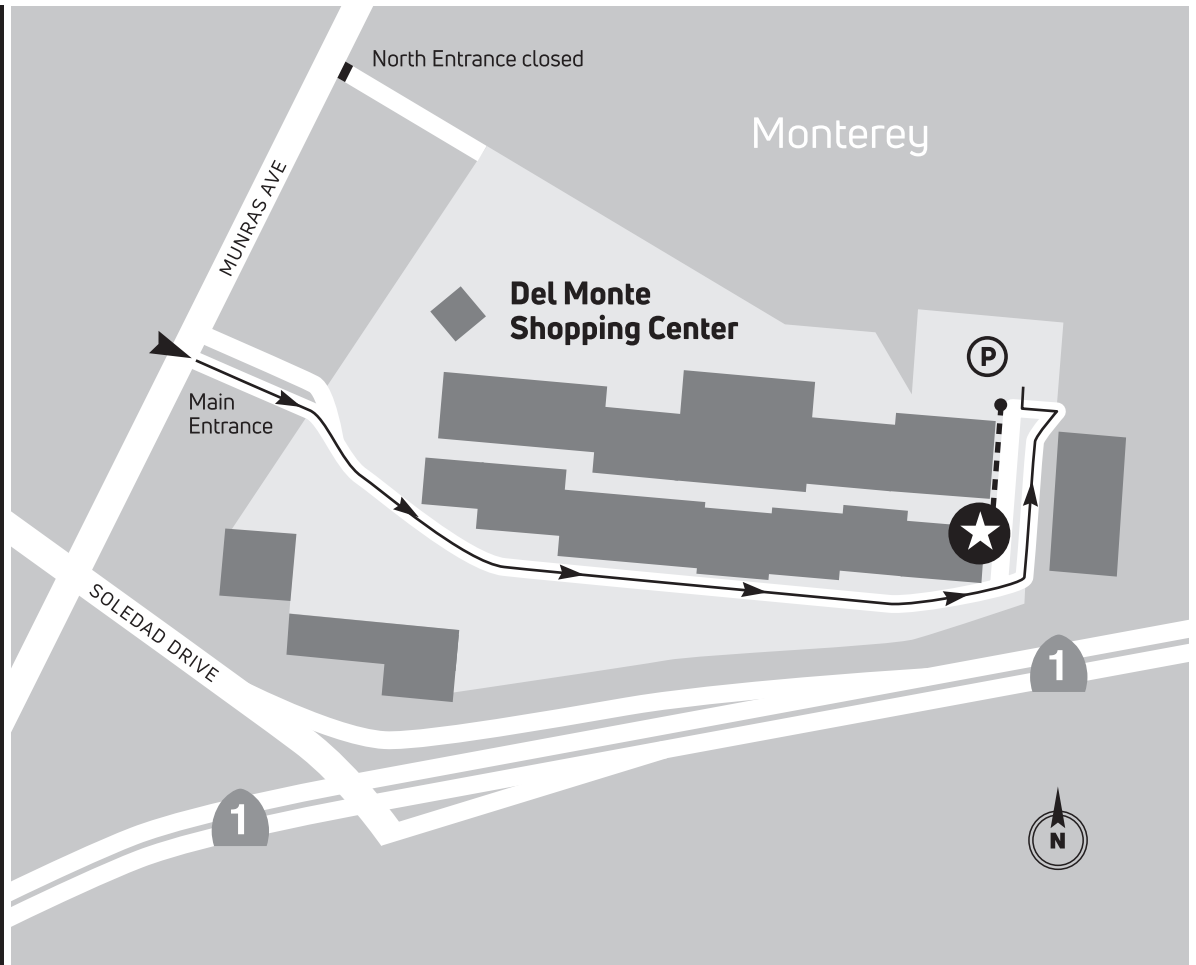 North Entrance closed
Monterey
MUNRAS AVE
Del Monte
Shopping Center
P
Main
Entrance
SOLEDAD DRIVE
1
1
N